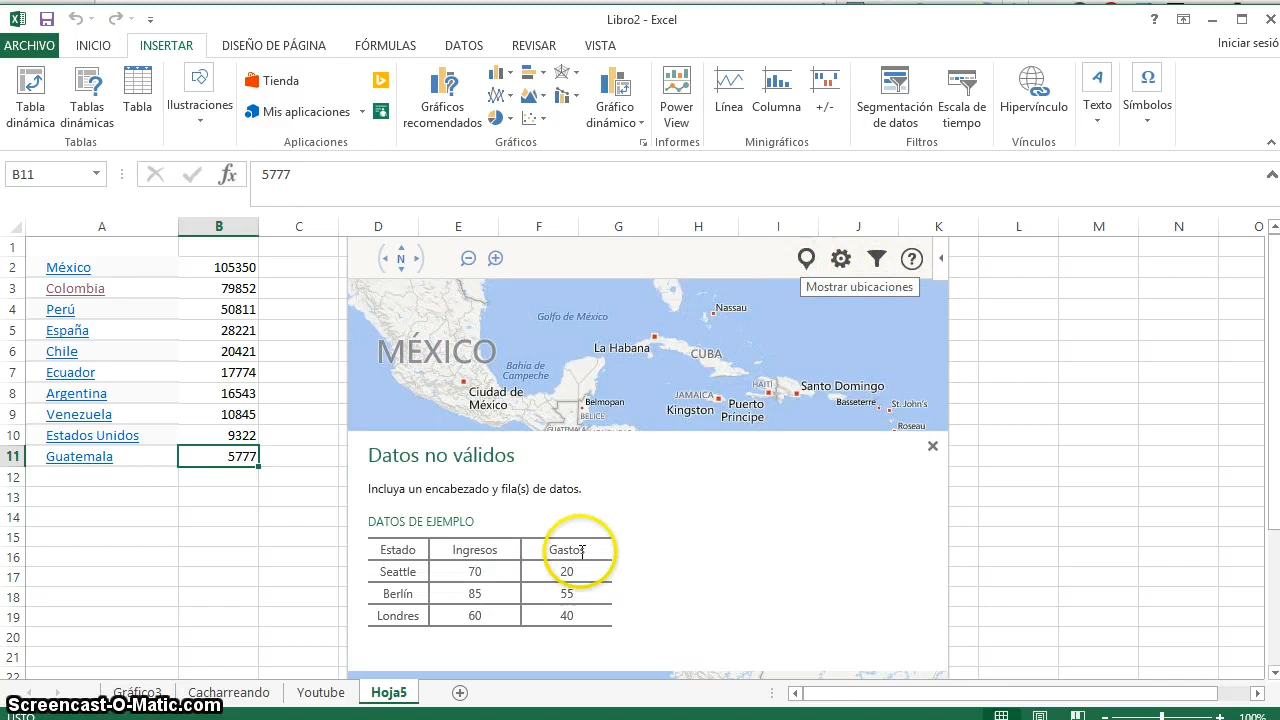 Libro2 - Excel
?
ARCHIVO INICIO INSERTAR DISEÑO DE PÁGINA FÓRMULAS DATOS REVISAR VISTA Iniciar sesió
Tabla dinámica
Tablas dinámicas
Tabla
Ilustraciones
Tienda
Mis aplicaciones
Gráficos recomendados
Gráfico dinámico
Power View
Línea
Columna
+/-
Segmentación de datos
Escala de tiempo
Hipervínculo
Texto
Símbolos
Tablas Aplicaciones Gráficos Informes Minigráficos Filtros Vínculos
B11 fx 5777
A B C D E F G H I J K L M N O
1
2 México 105350
3 Colombia 79852
4 Perú 50811
5 España 28221
6 Chile 20421
7 Ecuador 17774
8 Argentina 16543
9 Venezuela 10845
10 Estados Unidos 9322
11 Guatemala 5777
12
13
14
15
16
17
18
19
20
21
22
N
?
Mostrar ubicaciones
Golfo de México
Nassau
MÉXICO
La Habana
CUBA
Bahía de
Campeche
Ciudad de
México
Belmopan
BELICE
GUATEMALA
JAMAICA
Kingston
HAITÍ
Puerto
Príncipe
Santo Domingo
Basseterre
St. John's
Roseau
Datos no válidos
Incluya un encabezado y fila(s) de datos.
DATOS DE EJEMPLO
Estado Ingresos Gastos
Seattle 70 20
Berlín 85 55
Londres 60 40
Gráfico3 Cacharreando Youtube Hoja5
Screencast-O-Matic.com
LISTO
100%